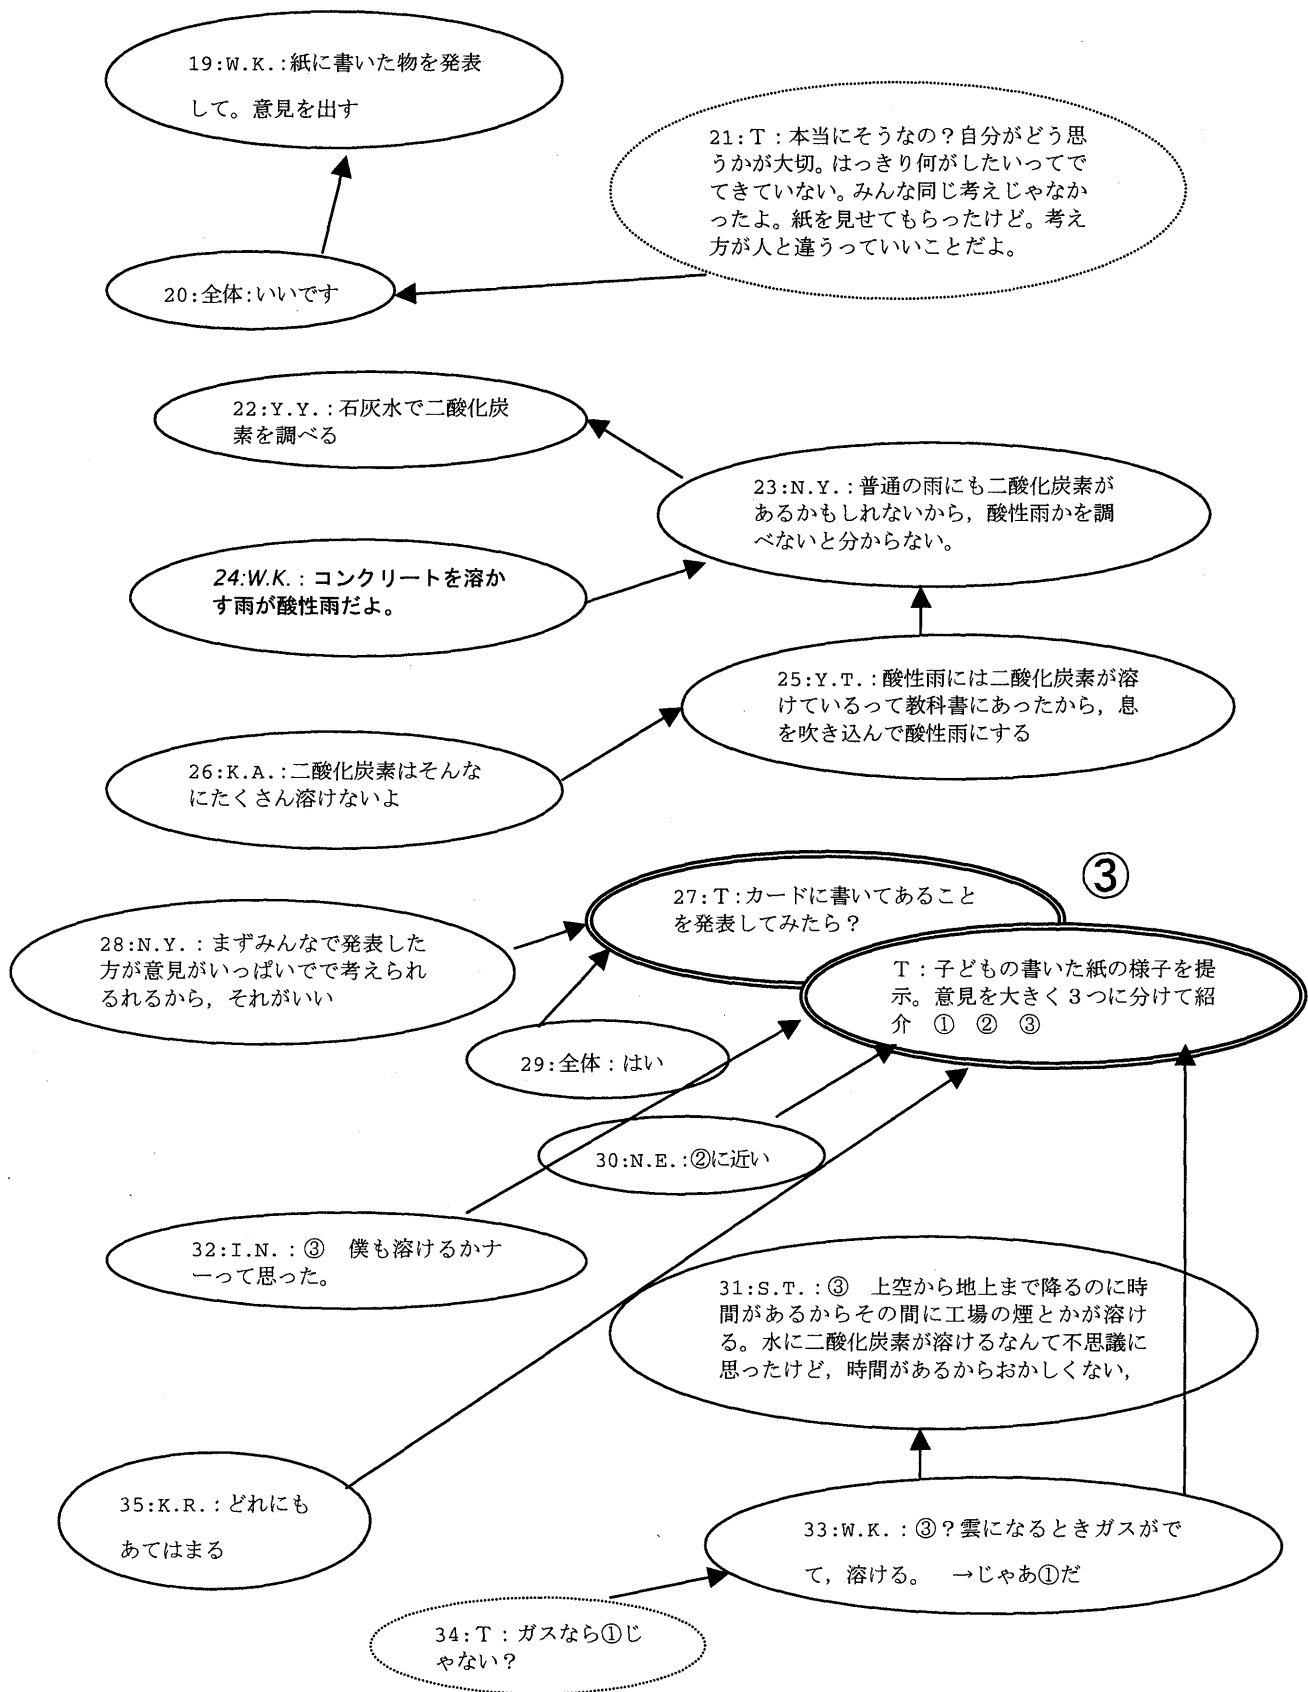 19:W.K.:紙に書いた物を発表
して。意見を出す
21:T:本当にそうなの？自分がどう思
うかが大切。はっきり何がしたいってで
てきていない。みんな同じ考えじゃなか
ったよ。紙を見せてもらったけど。考え
方が人と違うっていいことだよ。
20:全体:いいです
22:Y.Y.:石灰水で二酸化炭
素を調べる
23:N.Y.:普通の雨にも二酸化炭素が
あるかもしれないから，酸性雨かを調
べないと分からない。
24:W.K.:コンクリートを溶か
す雨が酸性雨だよ。
25:Y.T.:酸性雨には二酸化炭素が溶
けているって教科書にあったから，息
を吹き込んで酸性雨にする
26:K.A.:二酸化炭素はそんな
にたくさん溶けないよ
③
27:T:カードに書いてあること
を発表してみたら？
28:N.Y.:まずみんなで発表した
方が意見がいっぱいでで考えられ
るれるから，それがいい
T:子どもの書いた紙の様子を提
示。意見を大きく３つに分けて紹
介　①　②　③
29:全体:はい
30:N.E.:②に近い
32:I.N.:③　僕も溶けるかナ
ーって思った。
31:S.T.:③　上空から地上まで降るのに時
間があるからその間に工場の煙とかが溶け
る。水に二酸化炭素が溶けるなんて不思議に
思ったけど，時間があるからおかしくない，
35:K.R.:どれにも
あてはまる
33:W.K.:③？雲になるときガスがで
て，溶ける。　→じゃあ①だ
34:T:ガスなら①じ
ゃない？